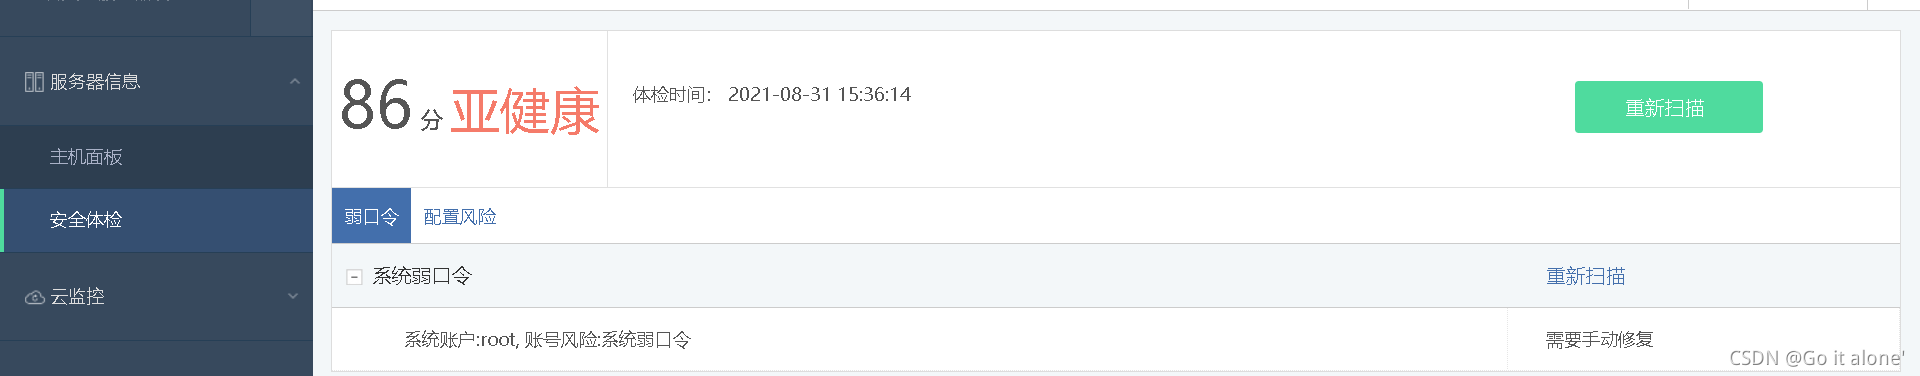 服务器信息
主机面板
安全体检
云监控
86 分 亚健康
体检时间: 2021-08-31 15:36:14
重新扫描
弱口令 配置风险
系统弱口令 重新扫描
系统账户:root, 账号风险:系统弱口令 需要手动修复
CSDN @Go it alone'